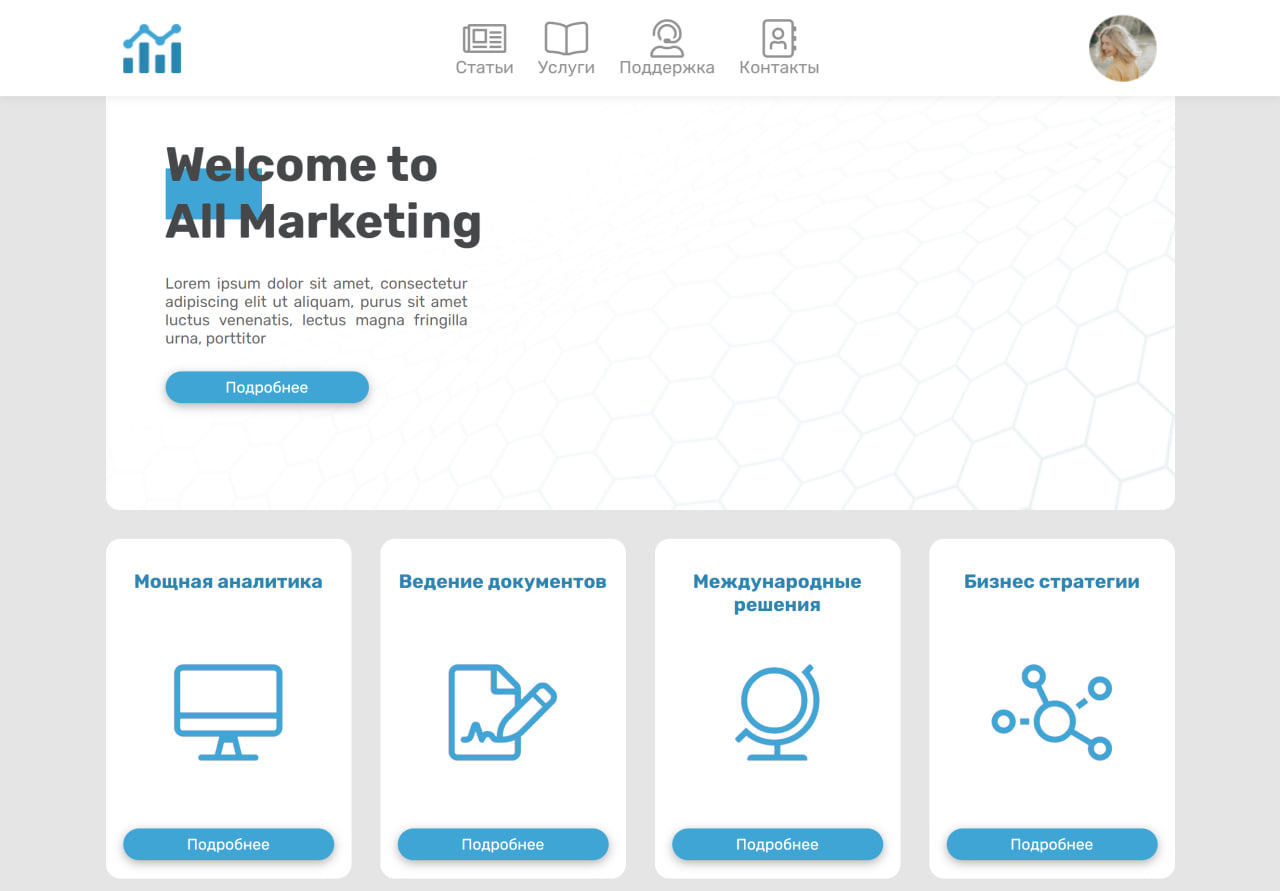 Статьи
Услуги
Поддержка
Контакты
Welcome to
All Marketing
Lorem ipsum dolor sit amet, consectetur
adipiscing elit ut aliquam, purus sit amet
luctus venenatis, lectus magna fringilla
urna, porttitor
Подробнее
Мощная аналитика
Ведение документов
Международные
решения
Бизнес стратегии
Подробнее
Подробнее
Подробнее
Подробнее